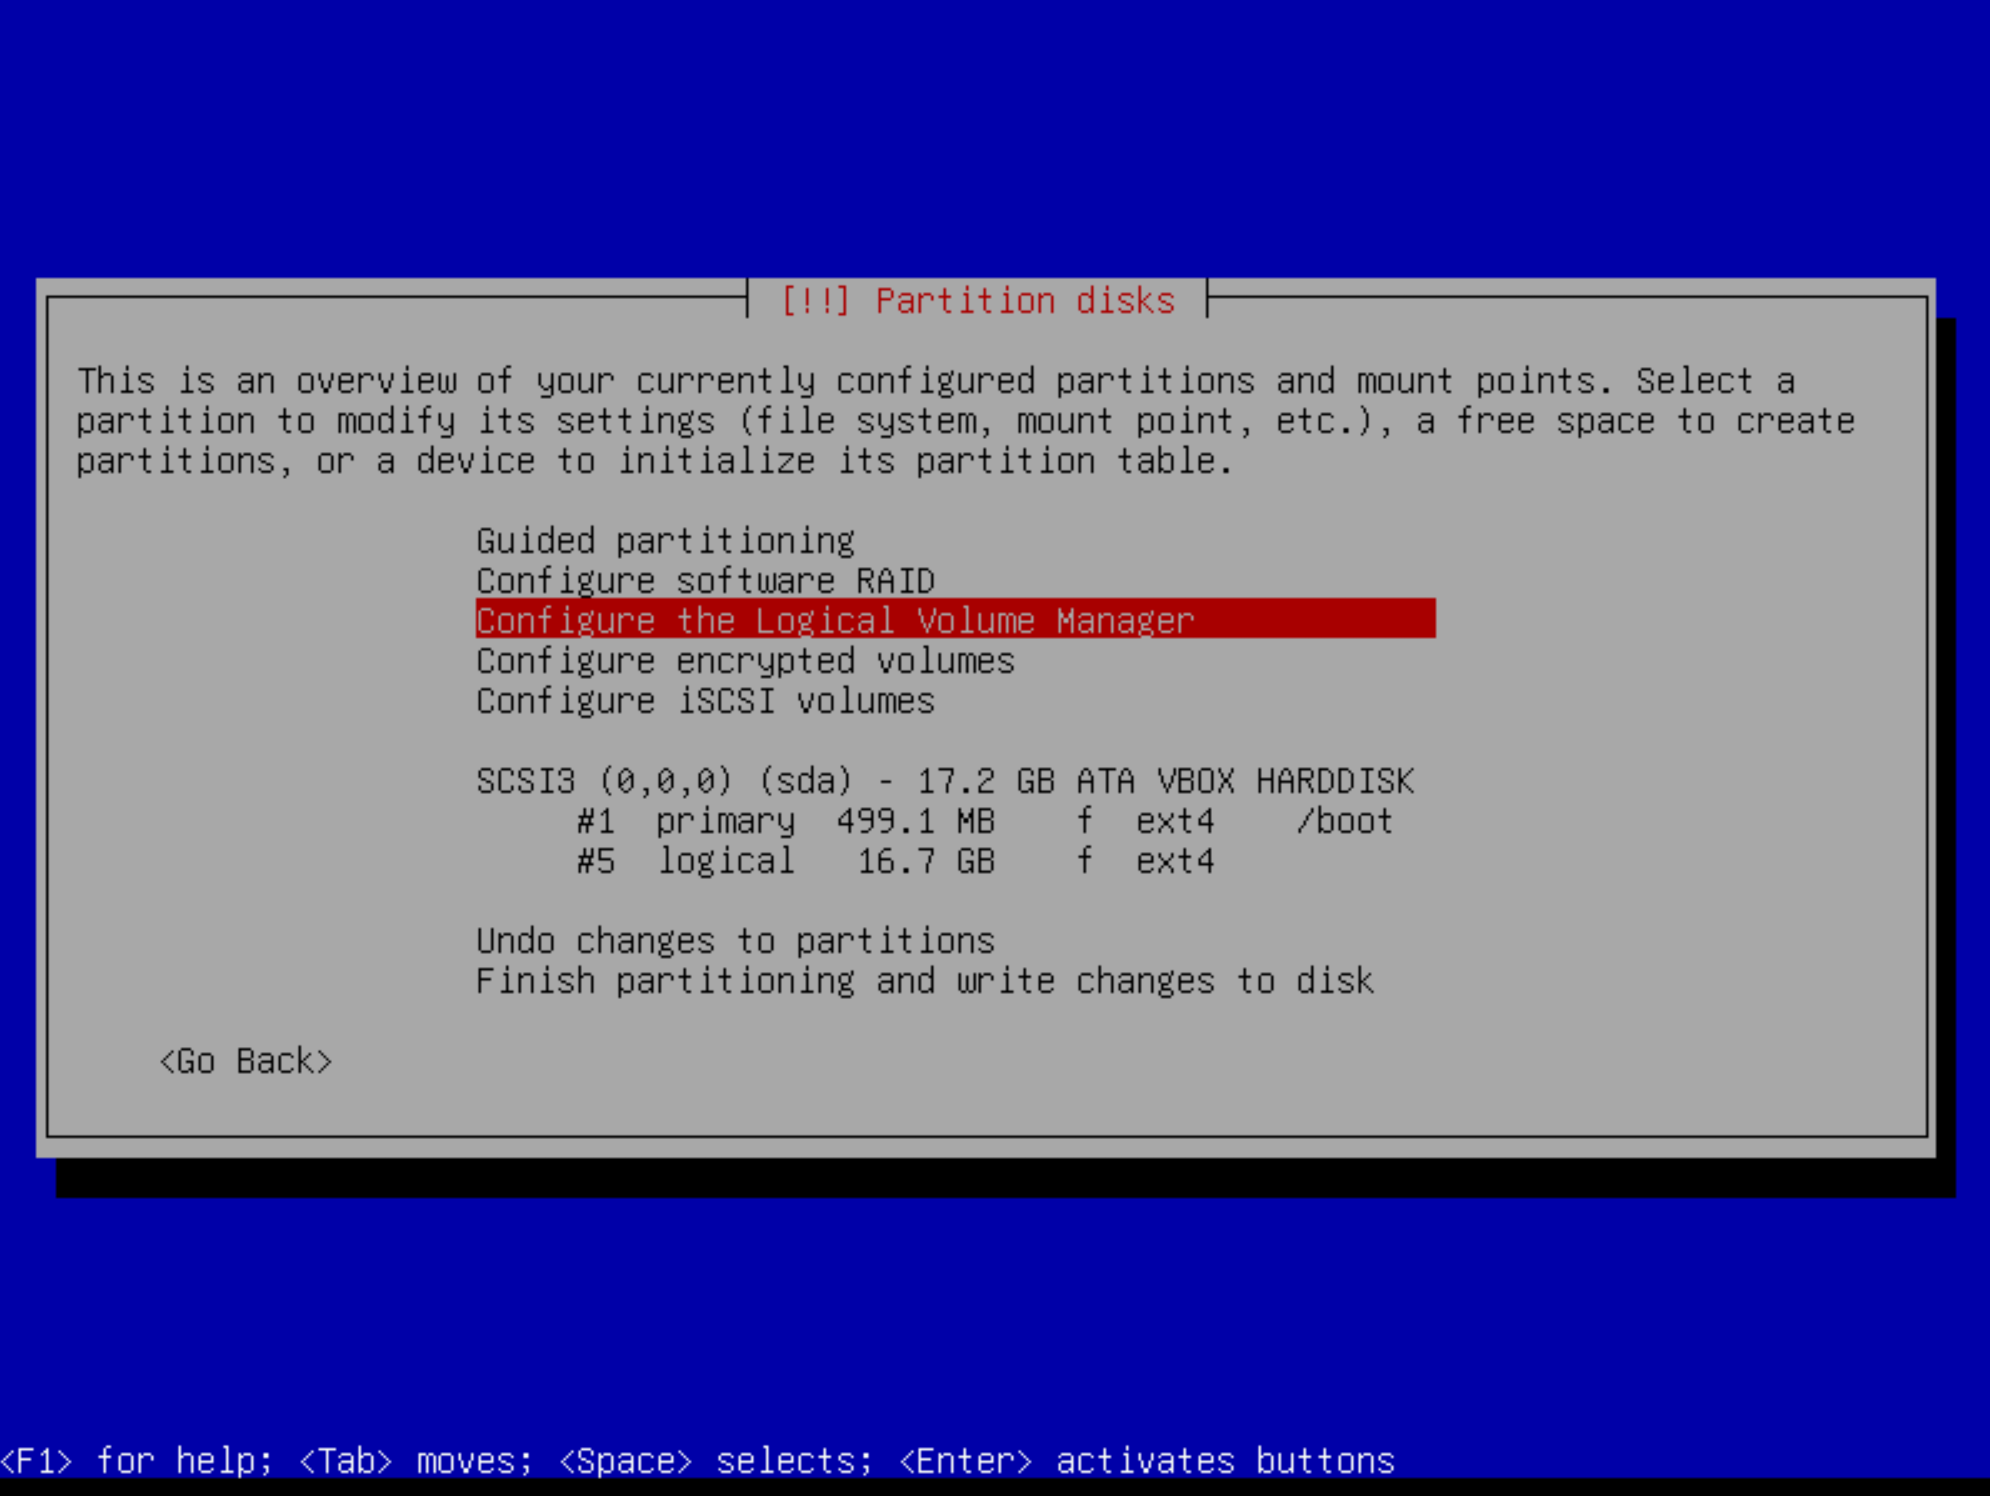 [!!] Partition disks
This is an overview of your currently configured partitions and mount points. Select a
partition to modify its settings (file system, mount point, etc.), a free space to create
partitions, or a device to initialize its partition table.
Guided partitioning
Configure software RAID
Configure the Logical Volume Manager
Configure encrypted volumes
Configure iSCSI volumes
SCSI3 (0,0,0) (sda) - 17.2 GB ATA VBOX HARDDISK
#1 primary 499.1 MB f ext4 /boot
#5 logical 16.7 GB f ext4
Undo changes to partitions
Finish partitioning and write changes to disk
<Go Back>
<F1> for help; <Tab> moves; <Space> selects; <Enter> activates buttons